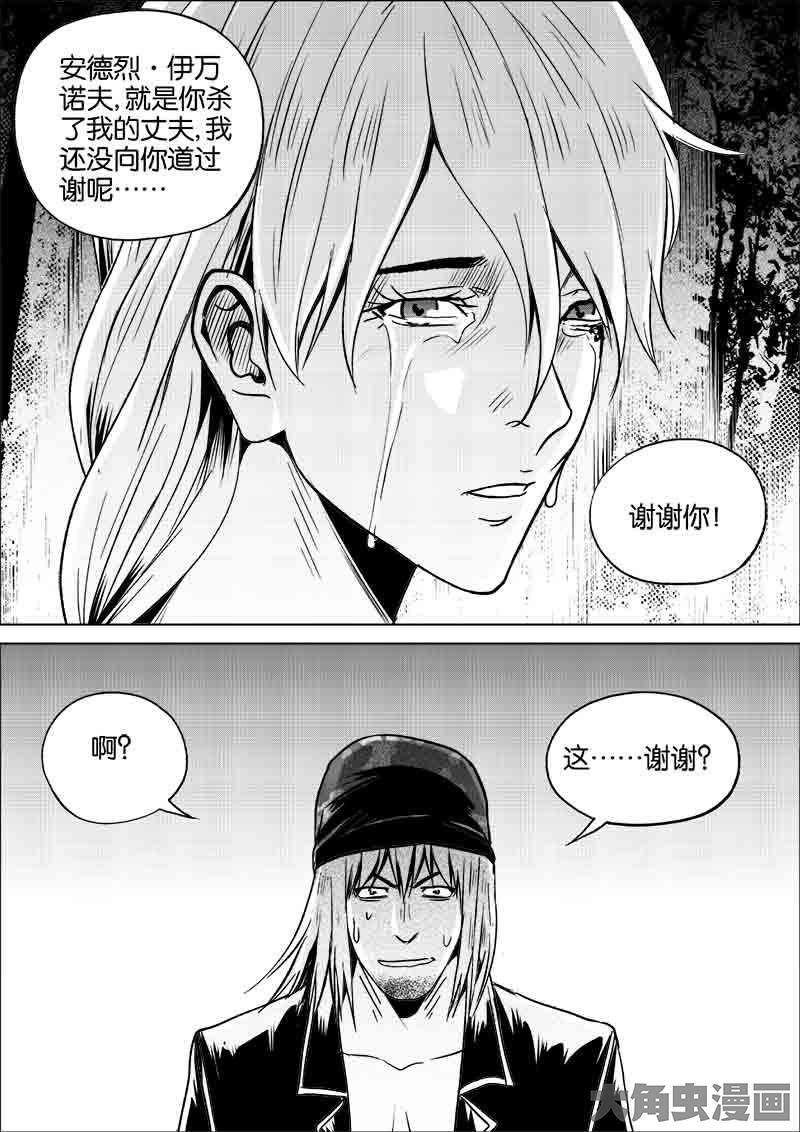 安德烈·伊万
诺夫,就是你杀
了我的丈夫,我
还没向你道过
谢呢……
谢谢你!
啊?
这……谢谢?
大角虫漫画